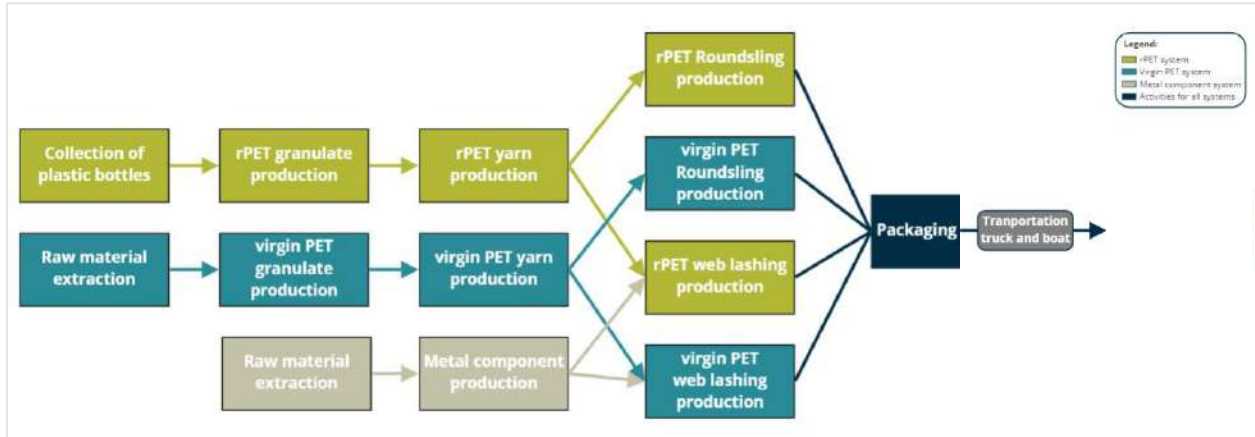 Legend:
rPET system
Virgin PET system
Metal component system
Activities for all systems
rPET Roundsling
production
Collection of
plastic bottles
rPET granulate
production
rPET yarn
production
virgin PET
Roundsling
production
Packaging
Tranportation
truck and boat
Raw material
extraction
virgin PET
granulate
production
virgin PET yarn
production
rPET web lashing
production
Raw material
extraction
Metal component
production
virgin PET
web lashing
production